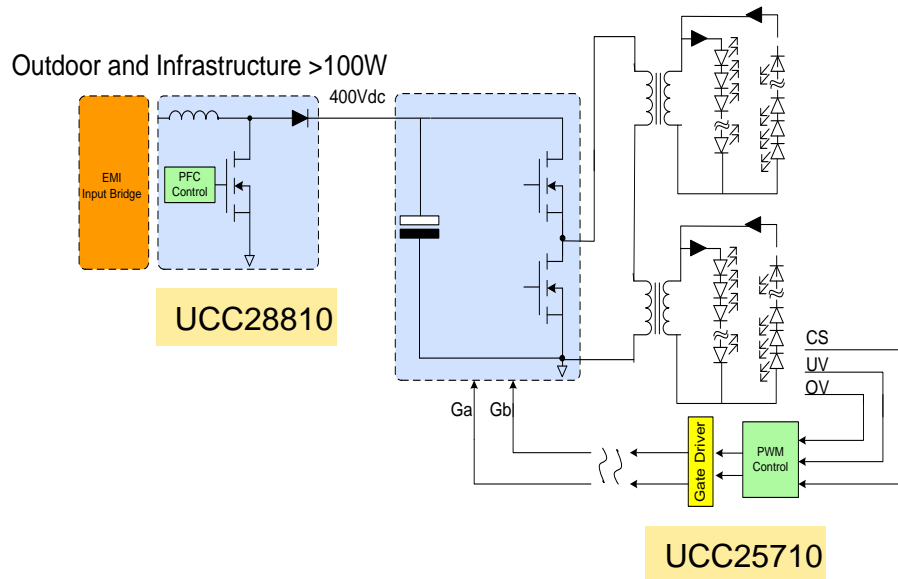 Outdoor and Infrastructure >100W
400Vdc
EMI
Input Bridge
PFC
Control
UCC28810
Ga
Gbl
CS
UV
OV
Gate Driver
PWM
Control
UCC25710